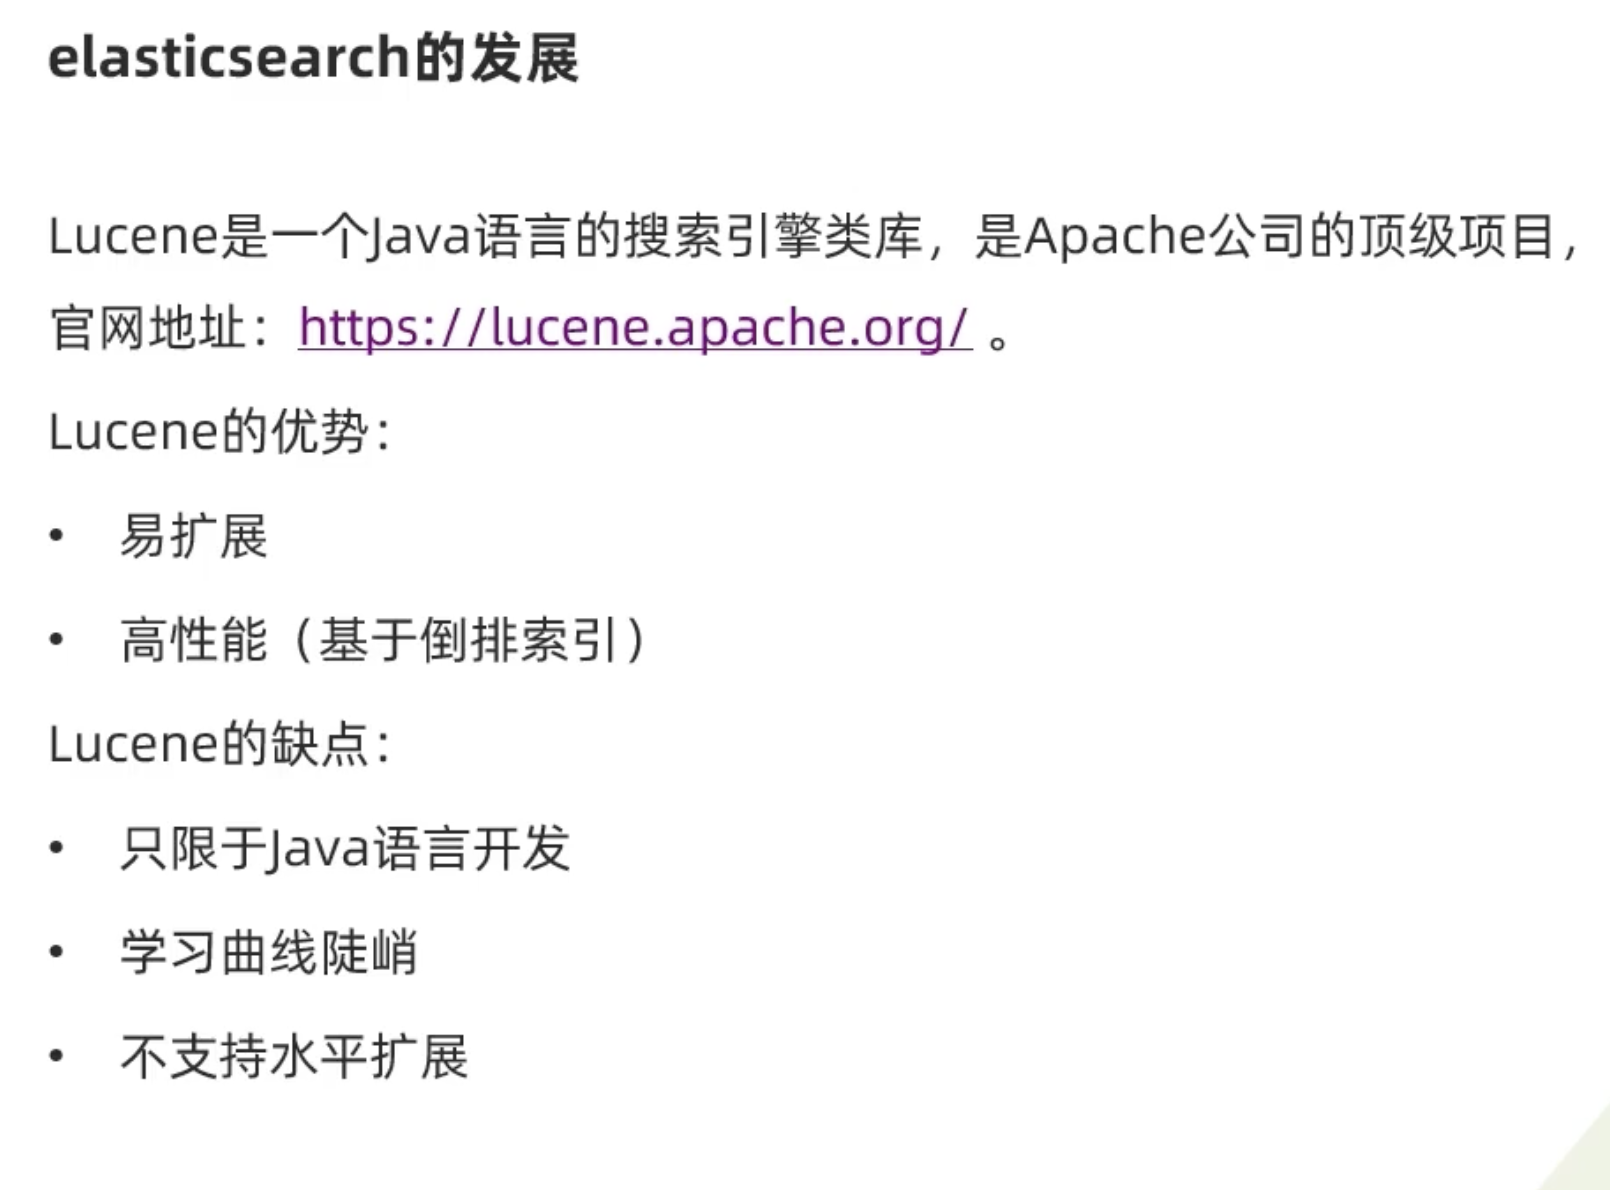 elasticsearch的发展
Lucene是一个Java语言的搜索引擎类库，是Apache公司的顶级项目，
官网地址：https://lucene.apache.org/ 。
Lucene的优势：
• 易扩展
• 高性能（基于倒排索引）
Lucene的缺点：
• 只限于Java语言开发
• 学习曲线陡峭
• 不支持水平扩展